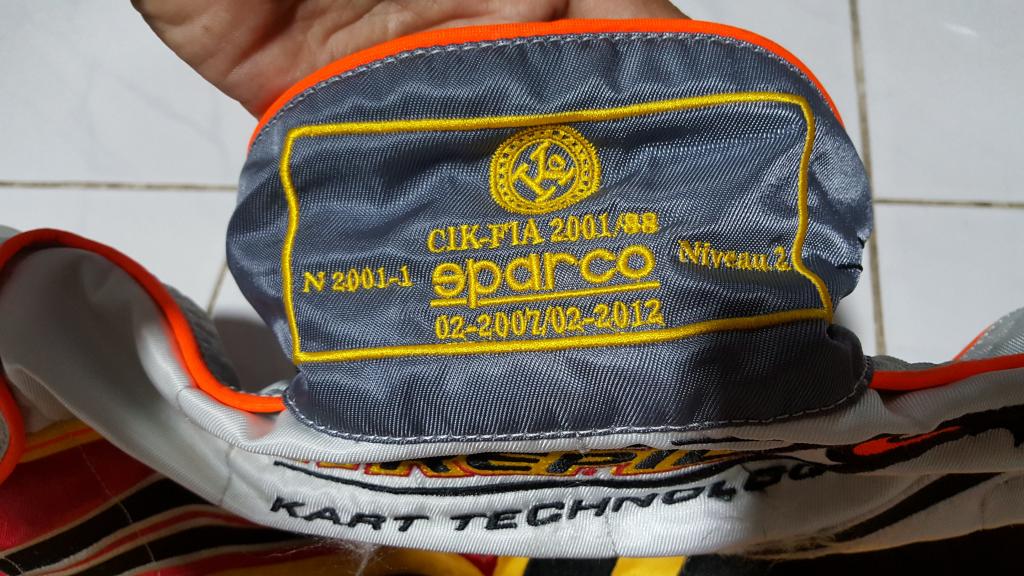 CIK-FIA 2001/88
N 2001-1 sparco Niveau 2
02-2007/02-2012
KART TECHNOLOGY